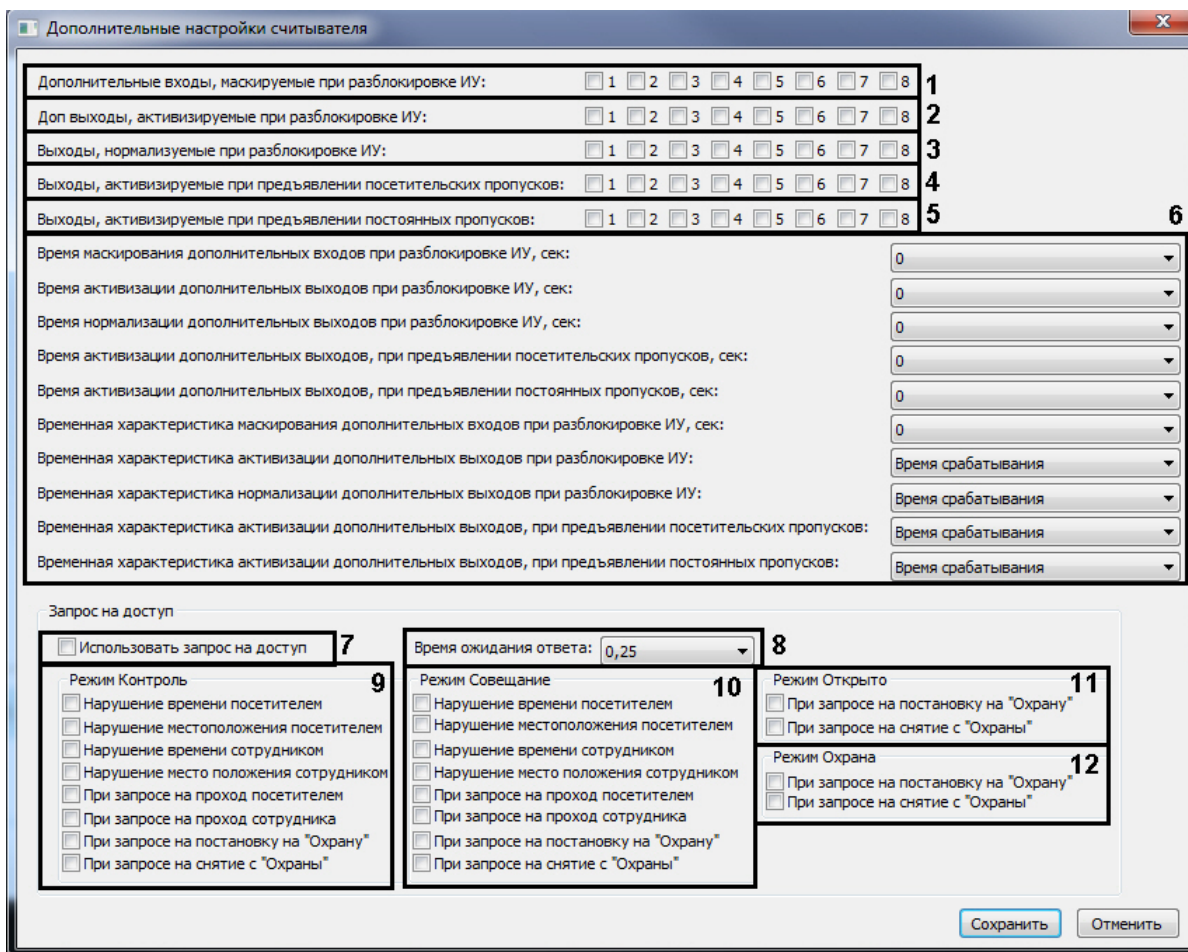 Дополнительные настройки считывателя
Дополнительные входы, маскируемые при разблокировке ИУ: 1 2 3 4 5 6 7 8 1
Доп выходы, активизируемые при разблокировке ИУ: 1 2 3 4 5 6 7 8 2
Выходы, нормализуемые при разблокировке ИУ: 1 2 3 4 5 6 7 8 3
Выходы, активизируемые при предъявлении посетительских пропусков: 1 2 3 4 5 6 7 8 4
Выходы, активизируемые при предъявлении постоянных пропусков: 1 2 3 4 5 6 7 8 5
6
Время маскирования дополнительных входов при разблокировке ИУ, сек: 0
Время активизации дополнительных выходов при разблокировке ИУ, сек: 0
Время нормализации дополнительных выходов при разблокировке ИУ, сек: 0
Время активизации дополнительных выходов, при предъявлении посетительских пропусков, сек: 0
Время активизации дополнительных выходов, при предъявлении постоянных пропусков, сек: 0
Временная характеристика маскирования дополнительных входов при разблокировке ИУ, сек: 0
Временная характеристика активизации дополнительных выходов при разблокировке ИУ: Время срабатывания
Временная характеристика нормализации дополнительных выходов при разблокировке ИУ: Время срабатывания
Временная характеристика активизации дополнительных выходов, при предъявлении посетительских пропусков: Время срабатывания
Временная характеристика активизации дополнительных выходов, при предъявлении постоянных пропусков: Время срабатывания
Запрос на доступ
Использовать запрос на доступ 7
Время ожидания ответа: 0,25 8
Режим Контроль 9
Нарушение времени посетителем
Нарушение местоположения посетителем
Нарушение времени сотрудником
Нарушение место положения сотрудником
При запросе на проход посетителем
При запросе на проход сотрудника
При запросе на постановку на "Охрану"
При запросе на снятие с "Охраны"
Режим Совещание 10
Нарушение времени посетителем
Нарушение местоположения посетителем
Нарушение времени сотрудником
Нарушение место положения сотрудником
При запросе на проход посетителем
При запросе на проход сотрудника
При запросе на постановку на "Охрану"
При запросе на снятие с "Охраны"
Режим Открыто 11
При запросе на постановку на "Охрану"
При запросе на снятие с "Охраны"
Режим Охрана 12
При запросе на постановку на "Охрану"
При запросе на снятие с "Охраны"
Сохранить Отменить